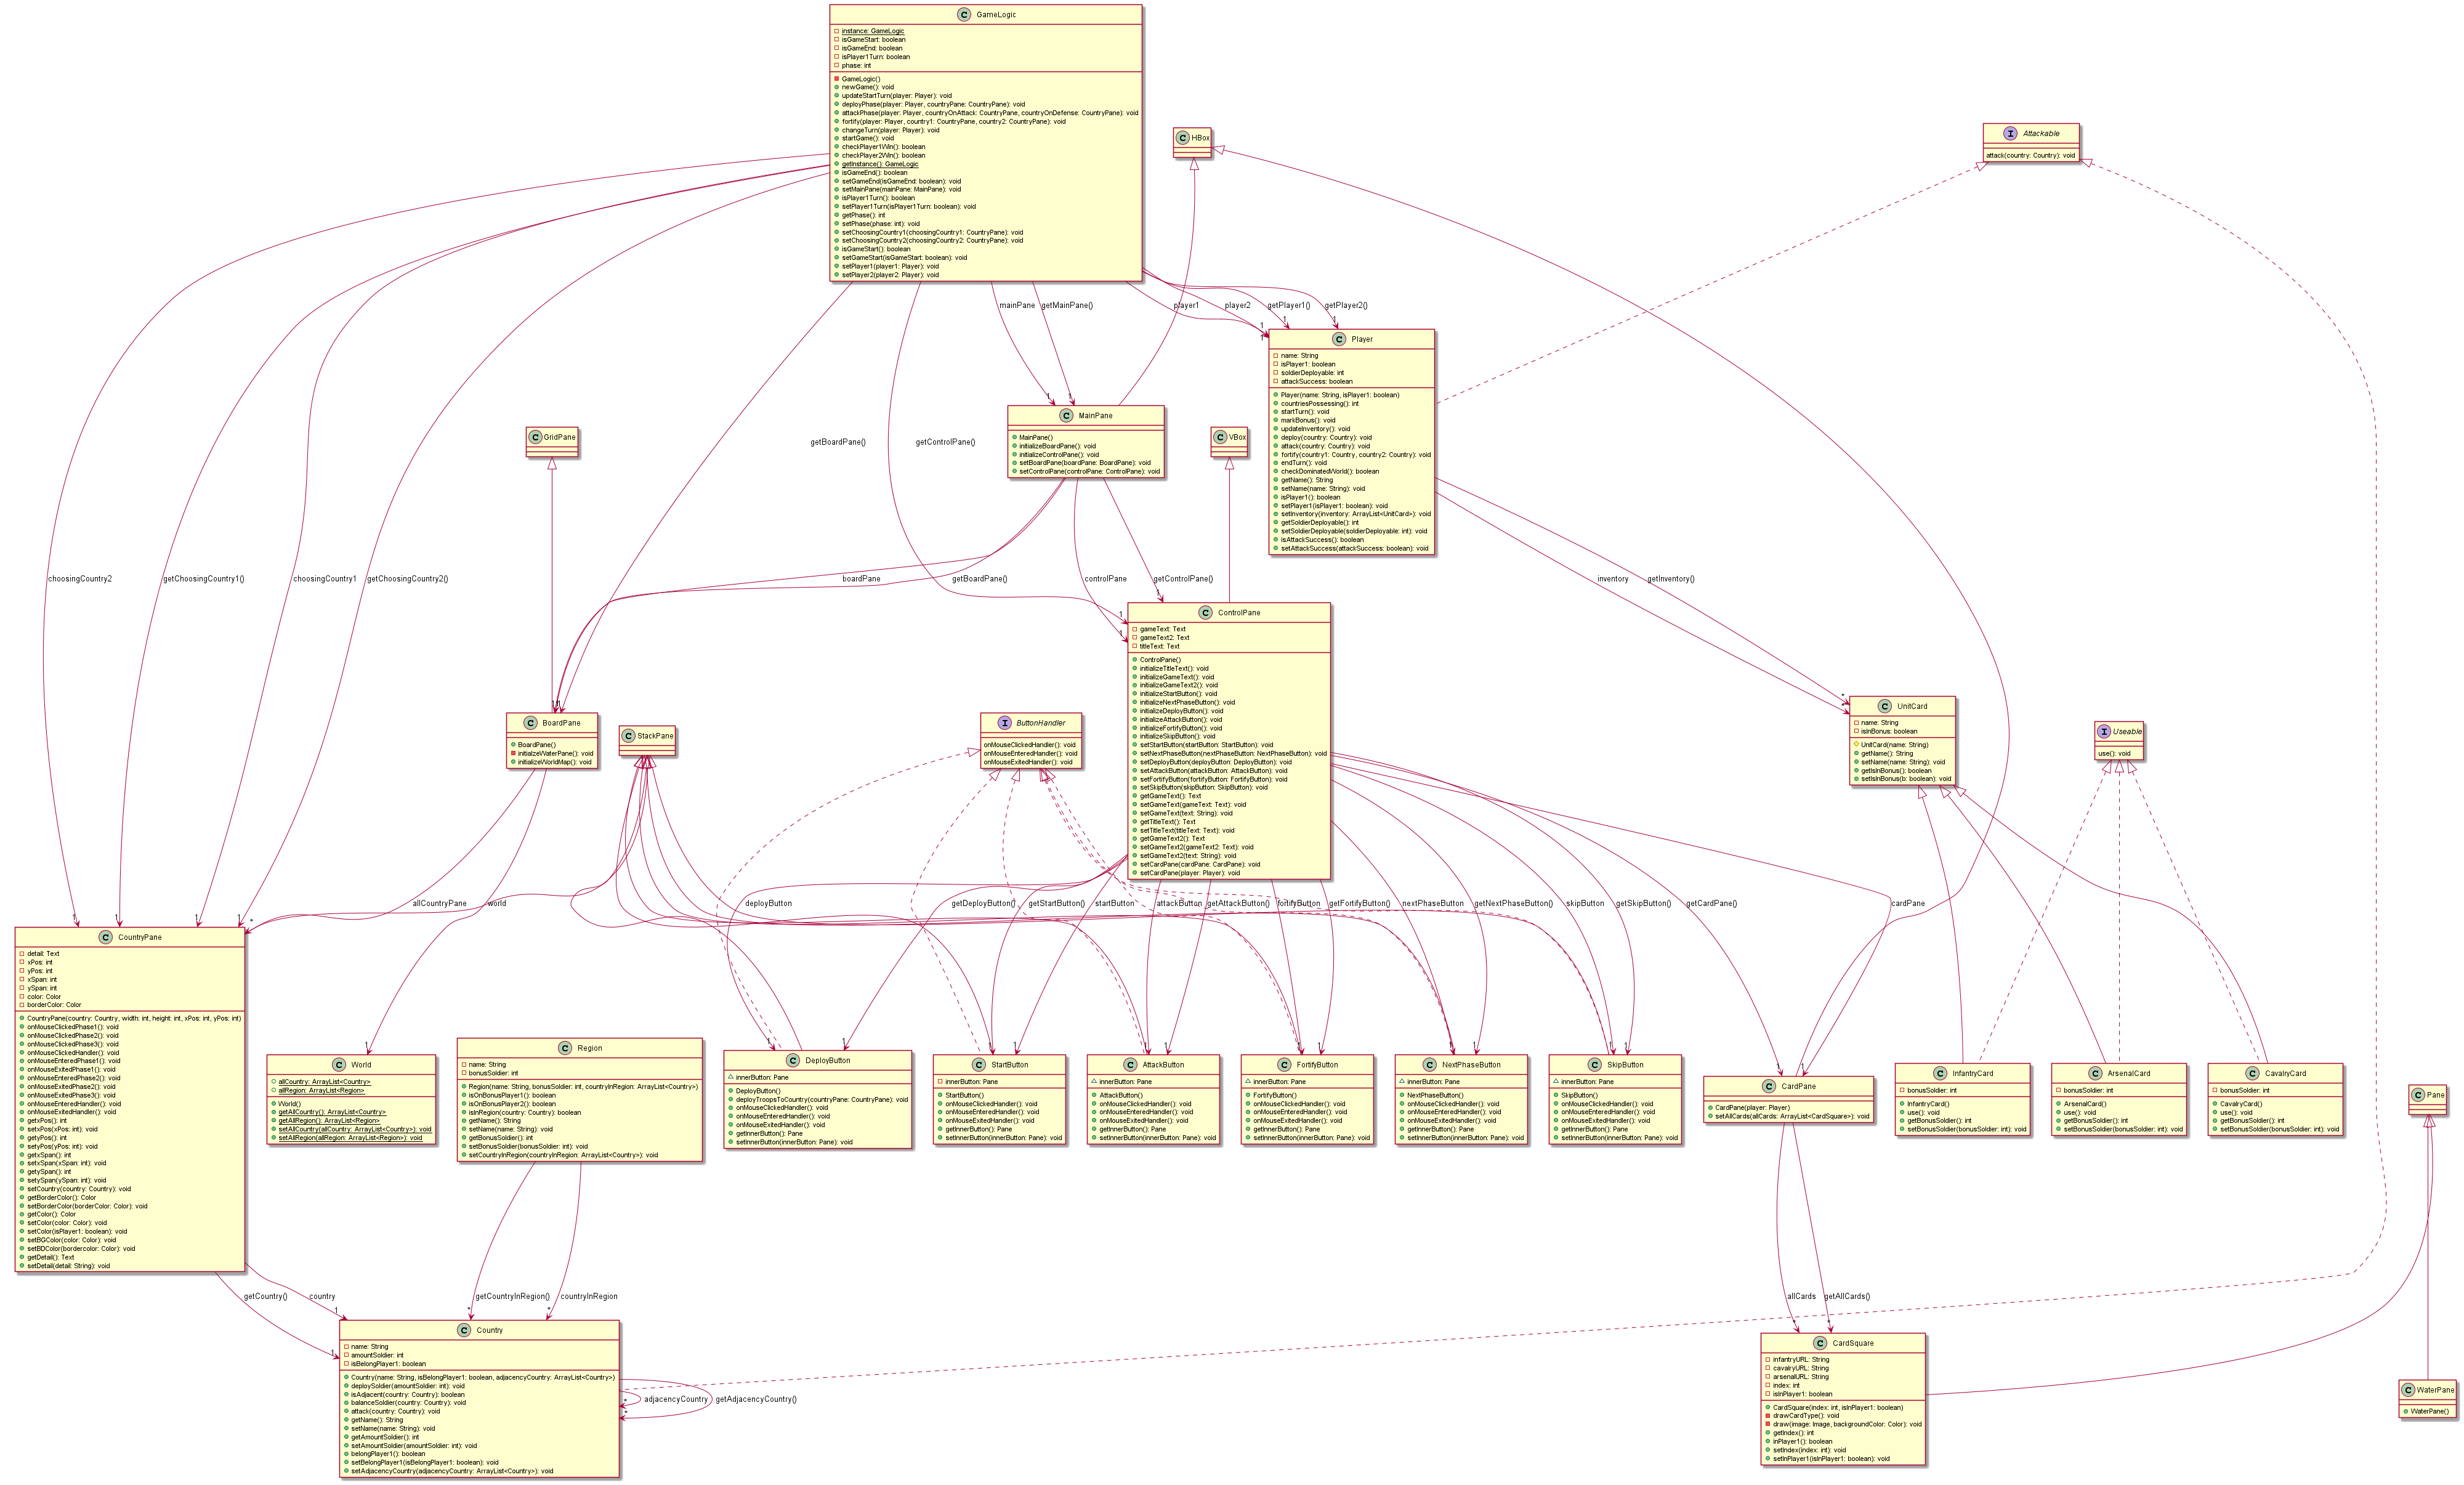 GameLogic
instance: GameLogic
isGameStart: boolean
isGameEnd: boolean
isPlayer1Turn: boolean
phase: int
GameLogic()
newGame(): void
updateStartTurn(player: Player): void
deployPhase(player: Player, countryPane: CountryPane): void
attackPhase(player: Player, countryOnAttack: CountryPane, countryOnDefense: CountryPane): void
fortify(player: Player, country1: CountryPane, country2: CountryPane): void
changeTurn(player: Player): void
startGame(): void
checkPlayer1Win(): boolean
checkPlayer2Win(): boolean
getInstance(): GameLogic
isGameEnd(): boolean
setGameEnd(isGameEnd: boolean): void
setMainPane(mainPane: MainPane): void
isPlayer1Turn(): boolean
setPlayer1Turn(isPlayer1Turn: boolean): void
getPhase(): int
setPhase(phase: int): void
setChoosingCountry1(choosingCountry1: CountryPane): void
setChoosingCountry2(choosingCountry2: CountryPane): void
isGameStart(): boolean
setGameStart(isGameStart: boolean): void
setPlayer1(player1: Player): void
setPlayer2(player2: Player): void
HBox
Attackable
attack(country: Country): void
mainPane
getMainPane()
player1
player2
getPlayer1()
getPlayer2()
1
1
1
1
1
1
Player
name: String
isPlayer1: boolean
soldierDeployable: int
attackSuccess: boolean
Player(name: String, isPlayer1: boolean)
countriesPossessing(): int
startTurn(): void
markBonus(): void
updateInventory(): void
deploy(country: Country): void
attack(country: Country): void
fortify(country1: Country, country2: Country): void
endTurn(): void
checkDominatedWorld(): boolean
getName(): String
setName(name: String): void
isPlayer1(): boolean
setPlayer1(isPlayer1: boolean): void
setInventory(inventory: ArrayList<UnitCard>): void
getSoldierDeployable(): int
setSoldierDeployable(soldierDeployable: int): void
isAttackSuccess(): boolean
setAttackSuccess(attackSuccess: boolean): void
MainPane
MainPane()
initializeBoardPane(): void
initializeControlPane(): void
setBoardPane(boardPane: BoardPane): void
setControlPane(controlPane: ControlPane): void
GridPane
VBox
getBoardPane()
getControlPane()
choosingCountry2
getChoosingCountry1()
choosingCountry1
getChoosingCountry2()
boardPane
getBoardPane()
controlPane
getControlPane()
inventory
getInventory()
1
1
1
ControlPane
gameText: Text
gameText2: Text
titleText: Text
ControlPane()
initializeTitleText(): void
initializeGameText(): void
initializeGameText2(): void
initializeStartButton(): void
initializeNextPhaseButton(): void
initializeDeployButton(): void
initializeAttackButton(): void
initializeFortifyButton(): void
initializeSkipButton(): void
setStartButton(startButton: StartButton): void
setNextPhaseButton(nextPhaseButton: NextPhaseButton): void
setDeployButton(deployButton: DeployButton): void
setAttackButton(attackButton: AttackButton): void
setFortifyButton(fortifyButton: FortifyButton): void
setSkipButton(skipButton: SkipButton): void
getGameText(): Text
setGameText(gameText: Text): void
setGameText(text: String): void
getTitleText(): Text
setTitleText(titleText: Text): void
getGameText2(): Text
setGameText2(gameText2: Text): void
setGameText2(text: String): void
setCardPane(cardPane: CardPane): void
setCardPane(player: Player): void
BoardPane
BoardPane()
initialzeWaterPane(): void
initializeWorldMap(): void
StackPane
ButtonHandler
onMouseClickedHandler(): void
onMouseEnteredHandler(): void
onMouseExitedHandler(): void
*
*
UnitCard
name: String
isInBonus: boolean
UnitCard(name: String)
getName(): String
setName(name: String): void
getIsInBonus(): boolean
setIsInBonus(b: boolean): void
Useable
use(): void
allCountryPane
world
deployButton
getDeployButton()
getStartButton()
startButton
attackButton
getAttackButton()
fortifyButton
getFortifyButton()
nextPhaseButton
getNextPhaseButton()
skipButton
getSkipButton()
getCardPane()
cardPane
1
1
1
1
*
CountryPane
detail: Text
xPos: int
yPos: int
xSpan: int
ySpan: int
color: Color
borderColor: Color
CountryPane(country: Country, width: int, height: int, xPos: int, yPos: int)
onMouseClickedPhase1(): void
onMouseClickedPhase2(): void
onMouseClickedPhase3(): void
onMouseClickedHandler(): void
onMouseEnteredPhase1(): void
onMouseExitedPhase1(): void
onMouseEnteredPhase2(): void
onMouseExitedPhase2(): void
onMouseExitedPhase3(): void
onMouseEnteredHandler(): void
onMouseExitedHandler(): void
getxPos(): int
setxPos(xPos: int): void
getyPos(): int
setyPos(yPos: int): void
getxSpan(): int
setxSpan(xSpan: int): void
getySpan(): int
setySpan(ySpan: int): void
setCountry(country: Country): void
getBorderColor(): Color
setBorderColor(borderColor: Color): void
getColor(): Color
setColor(color: Color): void
setColor(isPlayer1: boolean): void
setBGColor(color: Color): void
setBDColor(bordercolor: Color): void
getDetail(): Text
setDetail(detail: String): void
1
World
allCountry: ArrayList<Country>
allRegion: ArrayList<Region>
World()
getAllCountry(): ArrayList<Country>
getAllRegion(): ArrayList<Region>
setAllCountry(allCountry: ArrayList<Country>): void
setAllRegion(allRegion: ArrayList<Region>): void
Region
name: String
bonusSoldier: int
Region(name: String, bonusSoldier: int, countryInRegion: ArrayList<Country>)
isOnBonusPlayer1(): boolean
isOnBonusPlayer2(): boolean
isInRegion(country: Country): boolean
getName(): String
setName(name: String): void
getBonusSoldier(): int
setBonusSoldier(bonusSoldier: int): void
setCountryInRegion(countryInRegion: ArrayList<Country>): void
1
1
DeployButton
innerButton: Pane
DeployButton()
deployTroopsToCountry(countryPane: CountryPane): void
onMouseClickedHandler(): void
onMouseEnteredHandler(): void
onMouseExitedHandler(): void
getInnerButton(): Pane
setInnerButton(innerButton: Pane): void
1
1
StartButton
innerButton: Pane
StartButton()
onMouseClickedHandler(): void
onMouseEnteredHandler(): void
onMouseExitedHandler(): void
getInnerButton(): Pane
setInnerButton(innerButton: Pane): void
1
1
AttackButton
innerButton: Pane
AttackButton()
onMouseClickedHandler(): void
onMouseEnteredHandler(): void
onMouseExitedHandler(): void
getInnerButton(): Pane
setInnerButton(innerButton: Pane): void
1
1
FortifyButton
innerButton: Pane
FortifyButton()
onMouseClickedHandler(): void
onMouseEnteredHandler(): void
onMouseExitedHandler(): void
getInnerButton(): Pane
setInnerButton(innerButton: Pane): void
1
1
NextPhaseButton
innerButton: Pane
NextPhaseButton()
onMouseClickedHandler(): void
onMouseEnteredHandler(): void
onMouseExitedHandler(): void
getInnerButton(): Pane
setInnerButton(innerButton: Pane): void
1
1
SkipButton
innerButton: Pane
SkipButton()
onMouseClickedHandler(): void
onMouseEnteredHandler(): void
onMouseExitedHandler(): void
getInnerButton(): Pane
setInnerButton(innerButton: Pane): void
1
1
CardPane
CardPane(player: Player)
setAllCards(allCards: ArrayList<CardSquare>): void
InfantryCard
bonusSoldier: int
InfantryCard()
use(): void
getBonusSoldier(): int
setBonusSoldier(bonusSoldier: int): void
ArsenalCard
bonusSoldier: int
ArsenalCard()
use(): void
getBonusSoldier(): int
setBonusSoldier(bonusSoldier: int): void
CavalryCard
bonusSoldier: int
CavalryCard()
use(): void
getBonusSoldier(): int
setBonusSoldier(bonusSoldier: int): void
Pane
getCountry()
country
getCountryInRegion()
countryInRegion
allCards
getAllCards()
1
1
*
*
Country
name: String
amountSoldier: int
isBelongPlayer1: boolean
Country(name: String, isBelongPlayer1: boolean, adjacencyCountry: ArrayList<Country>)
deploySoldier(amountSoldier: int): void
isAdjacent(country: Country): boolean
balanceSoldier(country: Country): void
attack(country: Country): void
getName(): String
setName(name: String): void
getAmountSoldier(): int
setAmountSoldier(amountSoldier: int): void
belongPlayer1(): boolean
setBelongPlayer1(isBelongPlayer1: boolean): void
setAdjacencyCountry(adjacencyCountry: ArrayList<Country>): void
*
*
adjacencyCountry
getAdjacencyCountry()
*
*
CardSquare
infantryURL: String
cavalryURL: String
arsenalURL: String
index: int
isInPlayer1: boolean
CardSquare(index: int, isInPlayer1: boolean)
drawCardType(): void
draw(image: Image, backgroundColor: Color): void
getIndex(): int
inPlayer1(): boolean
setIndex(index: int): void
setInPlayer1(isInPlayer1: boolean): void
WaterPane
WaterPane()